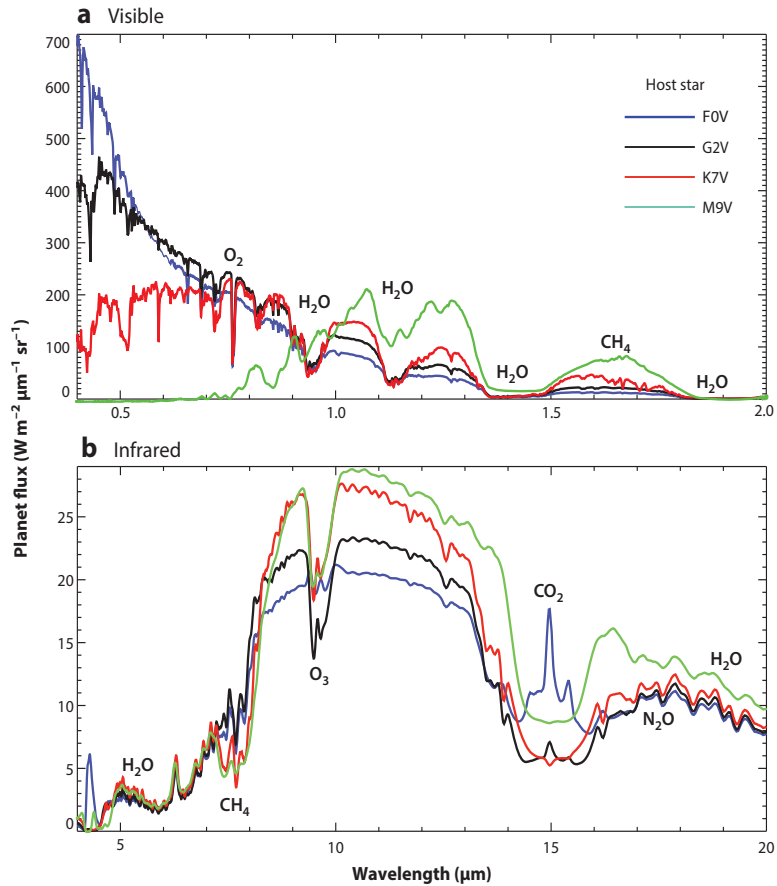 a Visible
700
600
500
400
300
200
100
0
Host star
F0V
G2V
K7V
M9V
O2
H2O
H2O
H2O
CH4
H2O
0.5 1.0 1.5 2.0
Planet flux (W m−2 μm−1 sr−1)
b Infrared
25
20
15
10
5
0
H2O
CH4
O3
CO2
N2O
H2O
5 10 15 20
Wavelength (μm)